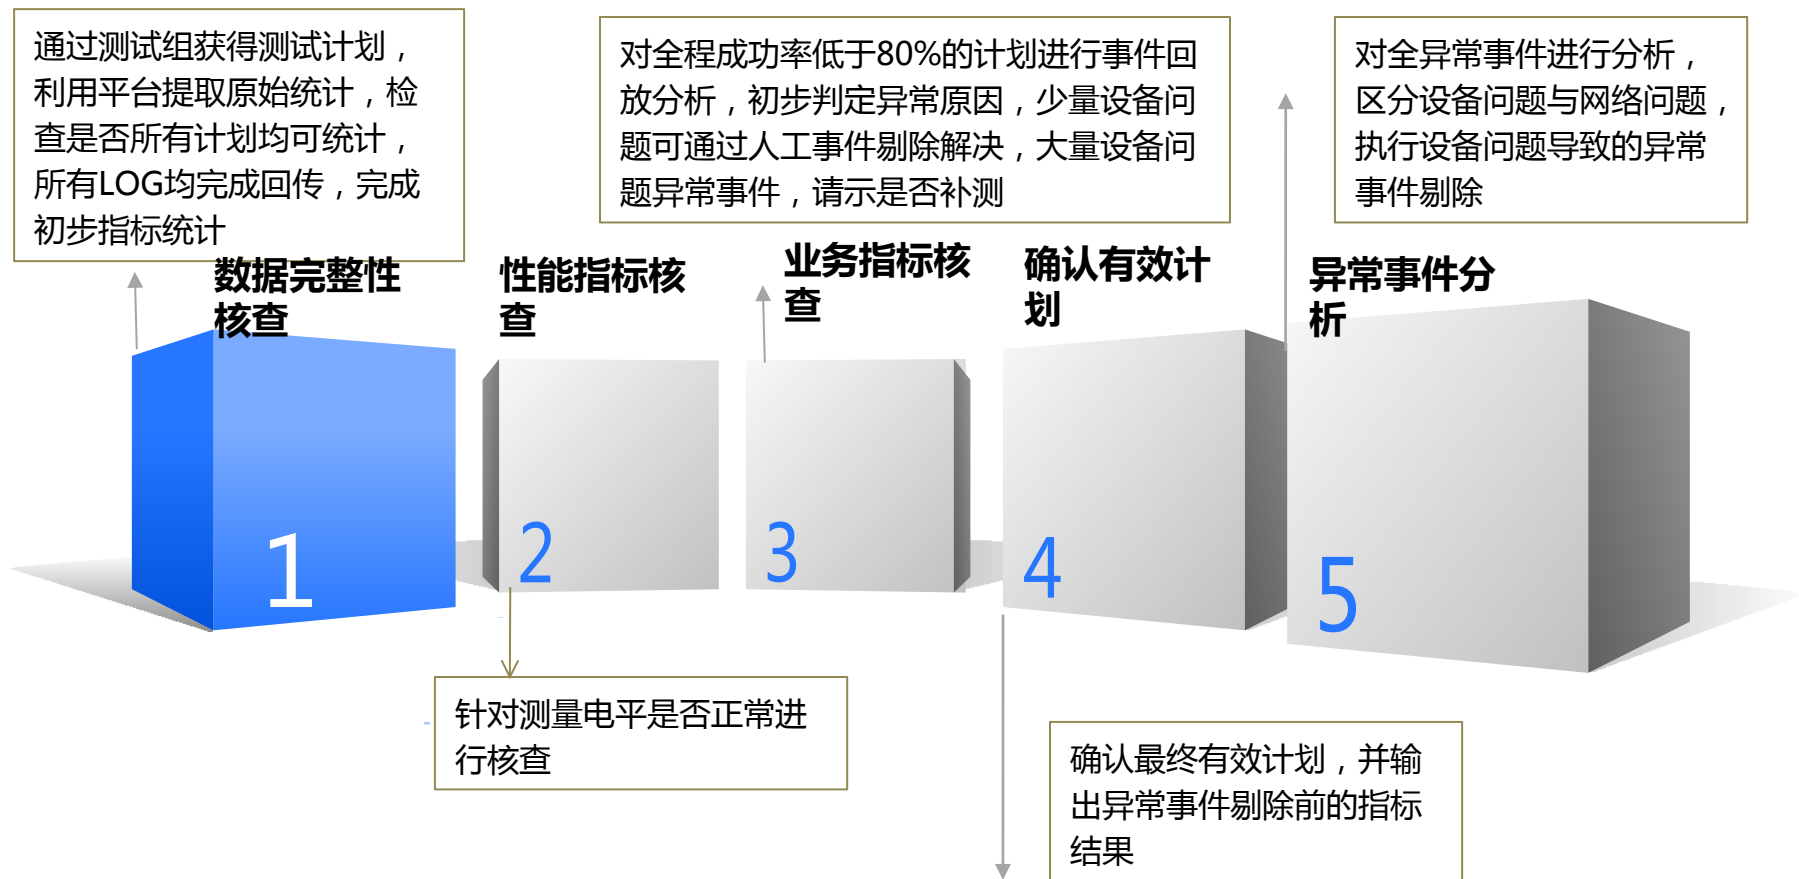 通过测试组获得测试计划，
利用平台提取原始统计，检
查是否所有计划均可统计，
所有LOG均完成回传，完成
初步指标统计
对全程成功率低于80%的计划进行事件回
放分析，初步判定异常原因，少量设备问
题可通过人工事件剔除解决，大量设备问
题异常事件，请示是否补测
对全异常事件进行分析，
区分设备问题与网络问题，
执行设备问题导致的异常
事件剔除
数据完整性
核查
性能指标核
查
业务指标核
查
确认有效计
划
异常事件分
析
1
2
3
4
5
针对测量电平是否正常进
行核查
确认最终有效计划，并输
出异常事件剔除前的指标
结果